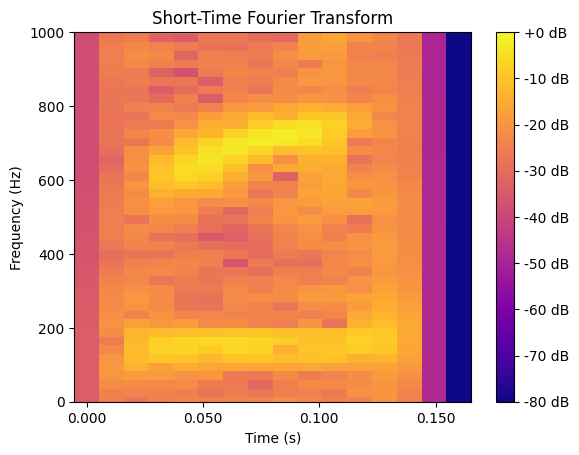 Short-Time Fourier Transform
1000
800
600
400
200
0
Frequency (Hz)
0.000
0.050
0.100
0.150
Time (s)
+0 dB
-10 dB
-20 dB
-30 dB
-40 dB
-50 dB
-60 dB
-70 dB
-80 dB